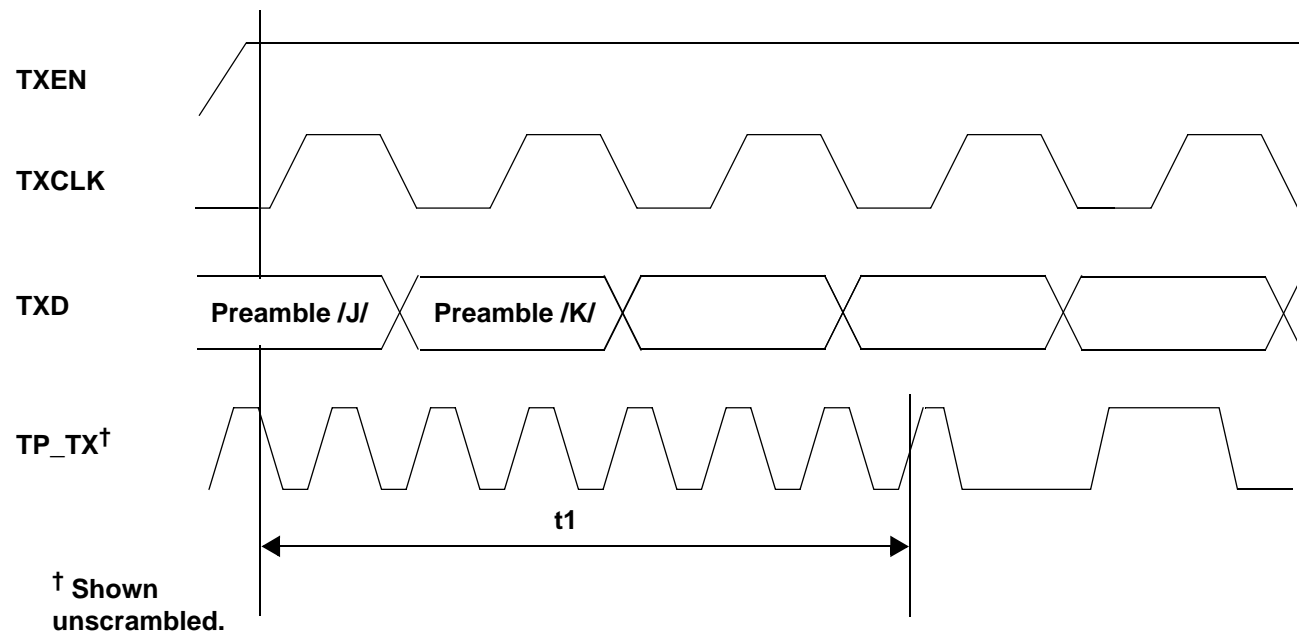 TXEN
TXCLK
TXD
Preamble /J/
Preamble /K/
TP_TX†
t1
† Shown
unscrambled.